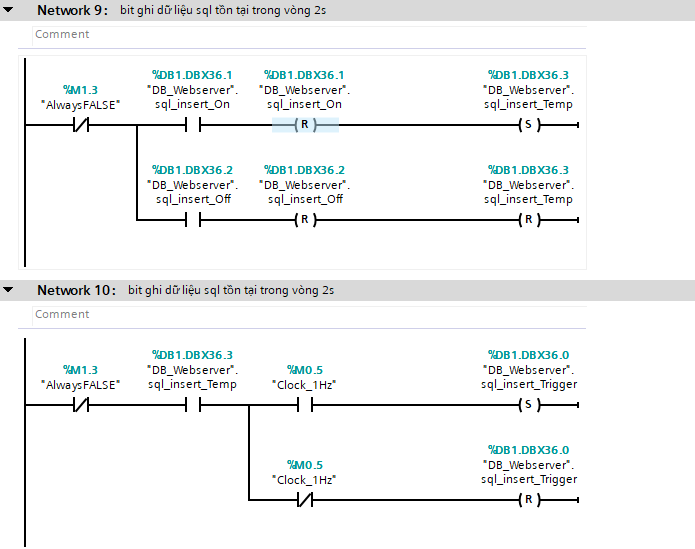 Network 9: bit ghi dữ liệu sql tồn tại trong vòng 2s
Comment
%DB1.DBX36.1 %DB1.DBX36.1 %DB1.DBX36.3
%M1.3 "DB_Webserver". "DB_Webserver". "DB_Webserver".
"AlwaysFALSE" sql_insert_On sql_insert_On sql_insert_Temp
R S
%DB1.DBX36.2 %DB1.DBX36.2 %DB1.DBX36.3
"DB_Webserver". "DB_Webserver". "DB_Webserver".
sql_insert_Off sql_insert_Off sql_insert_Temp
R R
Network 10: bit ghi dữ liệu sql tồn tại trong vòng 2s
Comment
%DB1.DBX36.3 %DB1.DBX36.0
%M1.3 "DB_Webserver". %M0.5 "DB_Webserver".
"AlwaysFALSE" sql_insert_Temp "Clock_1Hz" sql_insert_Trigger
S
%DB1.DBX36.0
%M0.5 "DB_Webserver".
"Clock_1Hz" sql_insert_Trigger
R